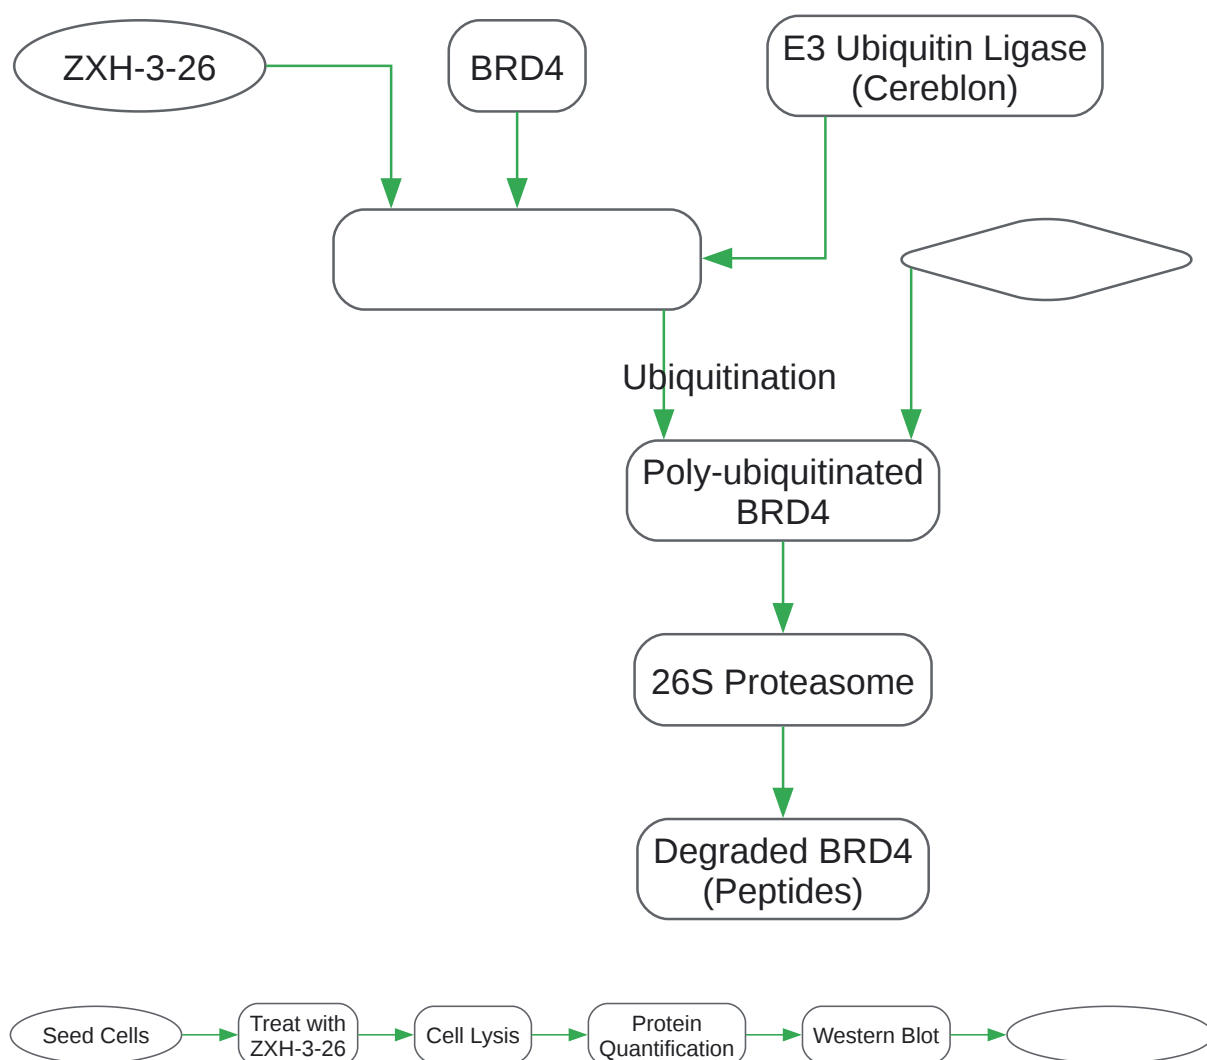 ZXH-3-26
BRD4
E3 Ubiquitin Ligase
(Cereblon)
Ubiquitination
Poly-ubiquitinated
BRD4
26S Proteasome
Degraded BRD4
(Peptides)
Seed Cells
Treat with
ZXH-3-26
Cell Lysis
Protein
Quantification
Western Blot